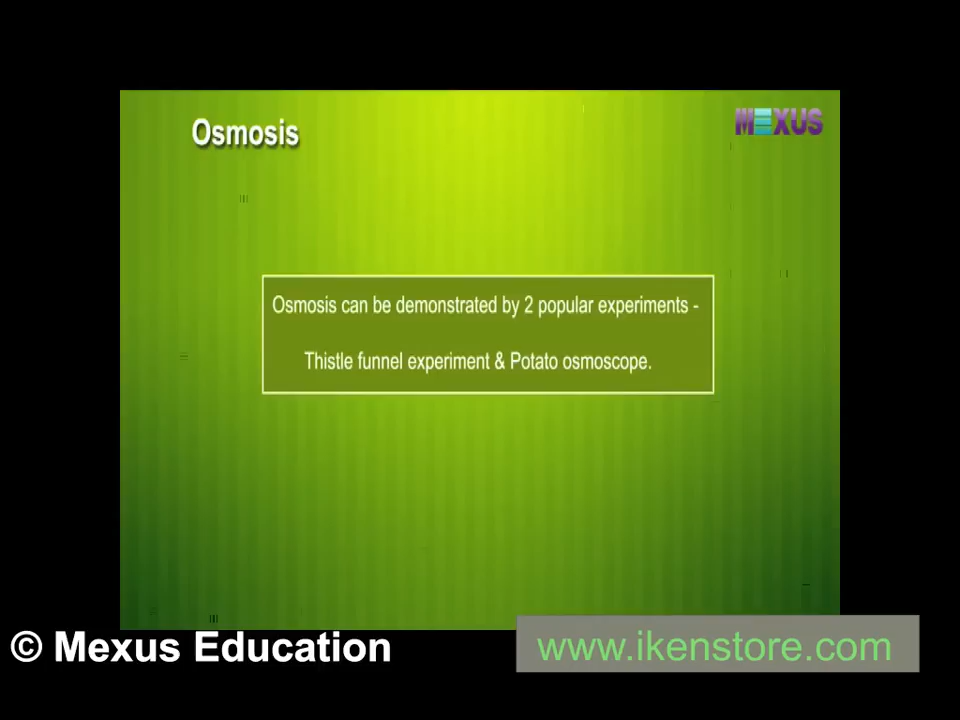 Osmosis
MEXUS
Osmosis can be demonstrated by 2 popular experiments -
Thistle funnel experiment & Potato osmoscope.
© Mexus Education
www.ikenstore.com